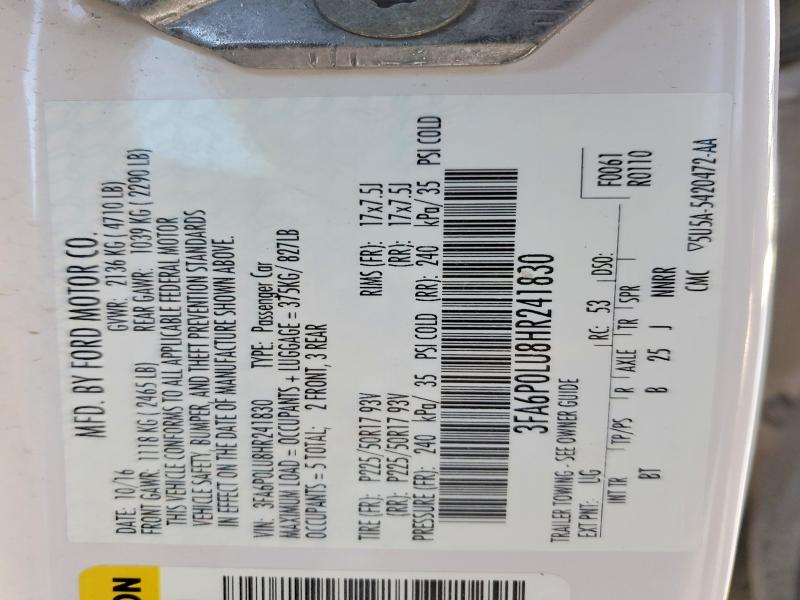 MFD. BY FORD MOTOR CO.
DATE: 10/16 GVWR: 2136 KG ( 4710 LB)
FRONT GAWR: 1118 KG ( 2465 LB) REAR GAWR: 1039 KG ( 2290 LB)
THIS VEHICLE CONFORMS TO ALL APPLICABLE FEDERAL MOTOR
VEHICLE SAFETY, BUMPER, AND THEFT PREVENTION STANDARDS
IN EFFECT ON THE DATE OF MANUFACTURE SHOWN ABOVE.
VIN: 3FA6P0LU8HR241830 TYPE: Passenger Car
MAXIMUM LOAD = OCCUPANTS + LUGGAGE = 375KG/ 827LB
OCCUPANTS = 5 TOTAL; 2 FRONT, 3 REAR
TIRE (FR): P225/50R17 93V RIMS (FR): 17x7.5J
(RR): P225/50R17 93V (RR): 17x7.5J
PRESSURE (FR): 240 kPa/ 35 PSI COLD (RR): 240 kPa/ 35 PSI COLD
3FA6P0LU8HR241830
TRAILER TOWING - SEE OWNER GUIDE F0061
EXT PNT: UG RC: 53 DSO: R0110
INT TR TP/PS R AXLE TR SPR
BT B 25 J NNBR
CMC ▽5U5A-5420472-AA
ON